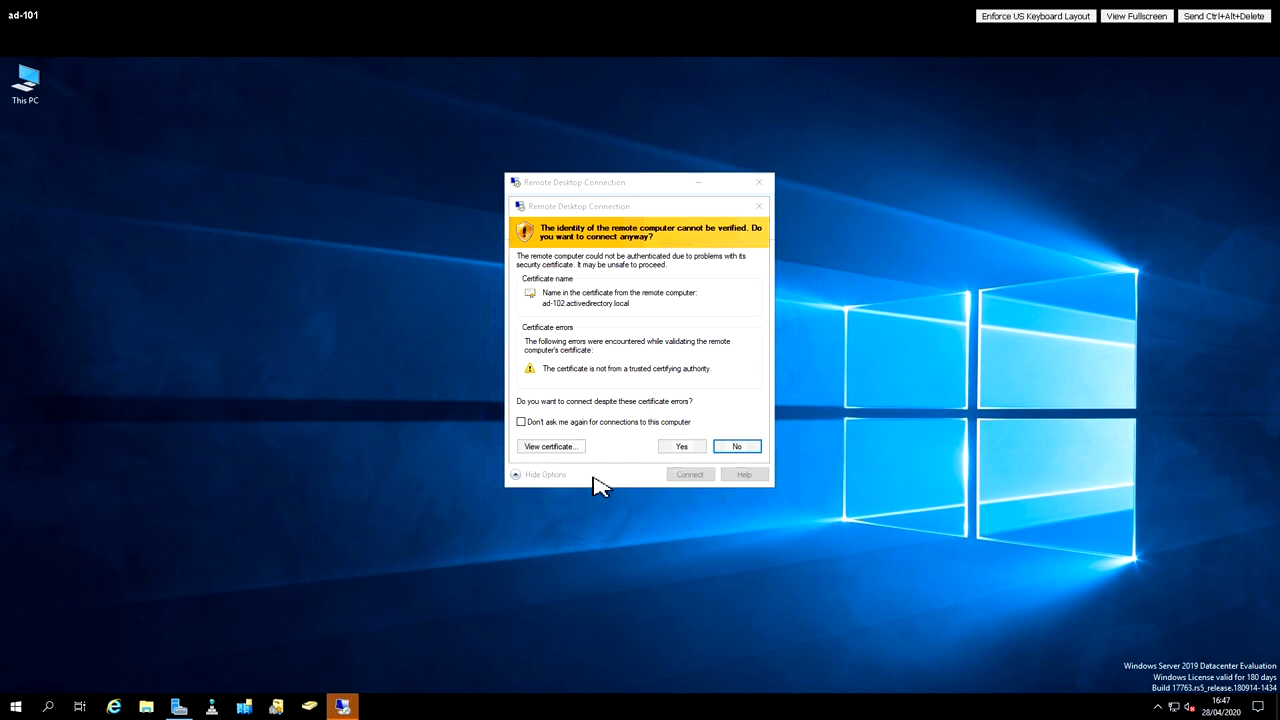 ad-101
Enforce US Keyboard Layout
View Fullscreen
Send Ctrl+Alt+Delete
This PC
Remote Desktop Connection
Remote Desktop Connection
The identity of the remote computer cannot be verified. Do
you want to connect anyway?
The remote computer could not be authenticated due to problems with its
security certificate. It may be unsafe to proceed.
Certificate name
Name in the certificate from the remote computer:
ad-102.activedirectory.local
Certificate errors
The following errors were encountered while validating the remote
computer's certificate:
The certificate is not from a trusted certifying authority.
Do you want to connect despite these certificate errors?
Don't ask me again for connections to this computer
View certificate...
Yes
No
Hide Options
Connect
Help
Windows Server 2019 Datacenter Evaluation
Windows License valid for 180 days
Build 17763.rs5_release.180914-1434
16:47
28/04/2020